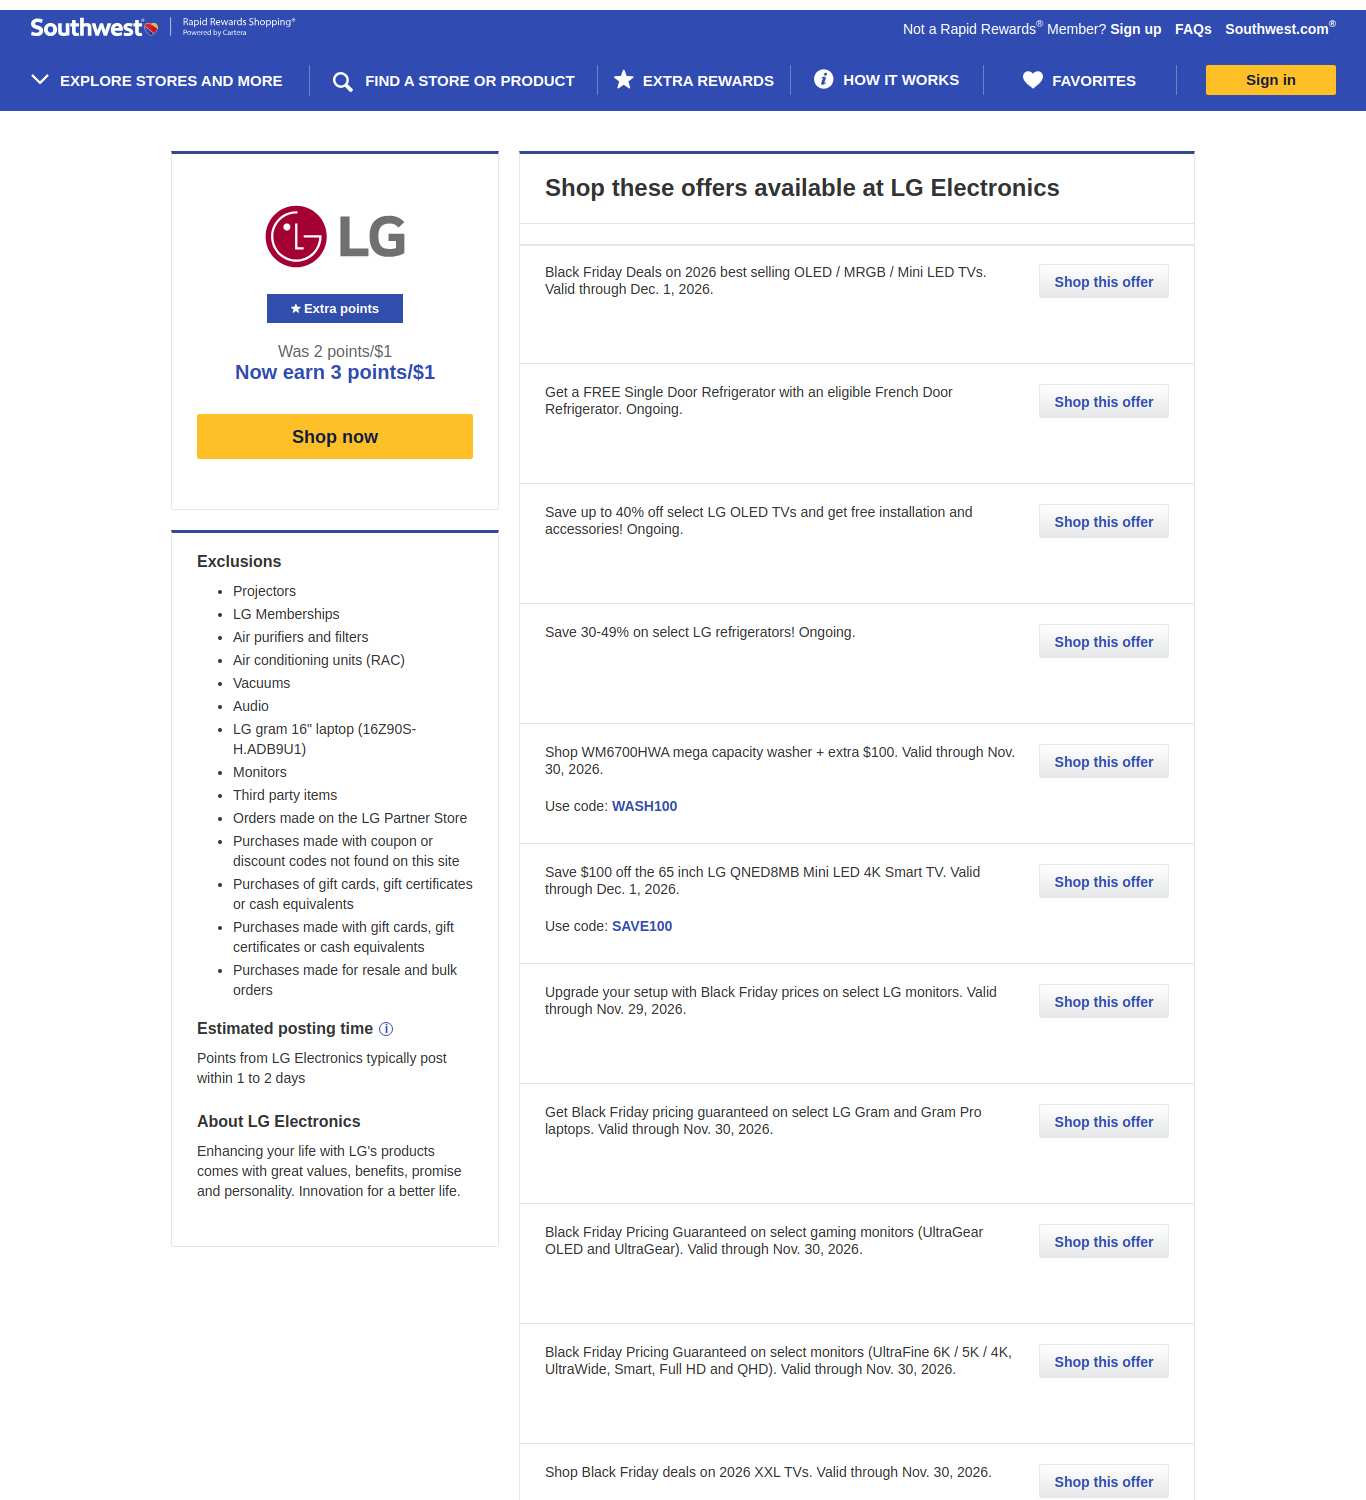 Southwest
Rapid Rewards Shopping®
Powered by Cartera
Not a Rapid Rewards® Member? Sign up FAQs Southwest.com®
EXPLORE STORES AND MORE
FIND A STORE OR PRODUCT
EXTRA REWARDS
HOW IT WORKS
FAVORITES
Sign in
LG
Extra points
Was 2 points/$1
Now earn 3 points/$1
Shop now
Exclusions
• Projectors
• LG Memberships
• Air purifiers and filters
• Air conditioning units (RAC)
• Vacuums
• Audio
• LG gram 16" laptop (16Z90S-
H.ADB9U1)
• Monitors
• Third party items
• Orders made on the LG Partner Store
• Purchases made with coupon or
discount codes not found on this site
• Purchases of gift cards, gift certificates
or cash equivalents
• Purchases made with gift cards, gift
certificates or cash equivalents
• Purchases made for resale and bulk
orders
Estimated posting time
Points from LG Electronics typically post
within 1 to 2 days
About LG Electronics
Enhancing your life with LG's products
comes with great values, benefits, promise
and personality. Innovation for a better life.
Shop these offers available at LG Electronics
Black Friday Deals on 2026 best selling OLED / MRGB / Mini LED TVs.
Valid through Dec. 1, 2026.
Shop this offer
Get a FREE Single Door Refrigerator with an eligible French Door
Refrigerator. Ongoing.
Shop this offer
Save up to 40% off select LG OLED TVs and get free installation and
accessories! Ongoing.
Shop this offer
Save 30-49% on select LG refrigerators! Ongoing.
Shop this offer
Shop WM6700HWA mega capacity washer + extra $100. Valid through Nov.
30, 2026.
Use code: WASH100
Shop this offer
Save $100 off the 65 inch LG QNED8MB Mini LED 4K Smart TV. Valid
through Dec. 1, 2026.
Use code: SAVE100
Shop this offer
Upgrade your setup with Black Friday prices on select LG monitors. Valid
through Nov. 29, 2026.
Shop this offer
Get Black Friday pricing guaranteed on select LG Gram and Gram Pro
laptops. Valid through Nov. 30, 2026.
Shop this offer
Black Friday Pricing Guaranteed on select gaming monitors (UltraGear
OLED and UltraGear). Valid through Nov. 30, 2026.
Shop this offer
Black Friday Pricing Guaranteed on select monitors (UltraFine 6K / 5K / 4K,
UltraWide, Smart, Full HD and QHD). Valid through Nov. 30, 2026.
Shop this offer
Shop Black Friday deals on 2026 XXL TVs. Valid through Nov. 30, 2026.
Shop this offer